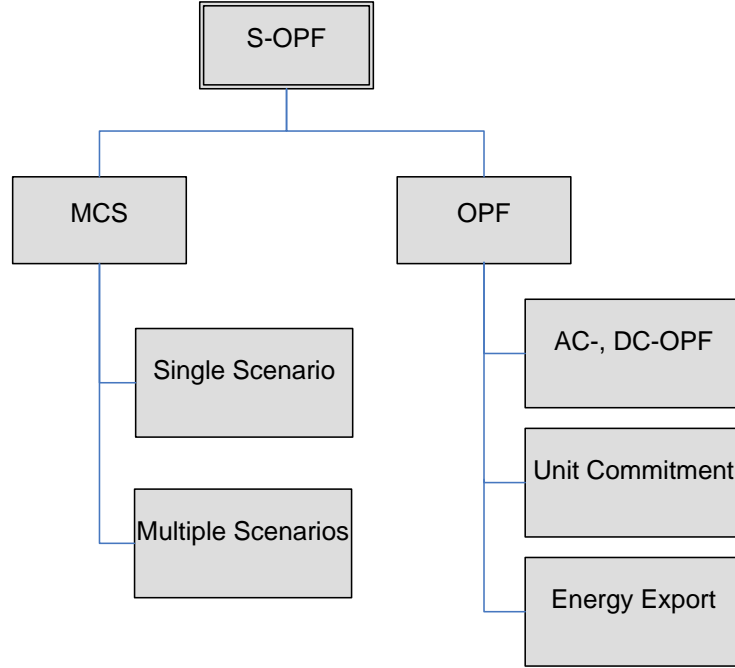 S-OPF
MCS
OPF
Single Scenario
Multiple Scenarios
AC-, DC-OPF
Unit Commitment
Energy Export